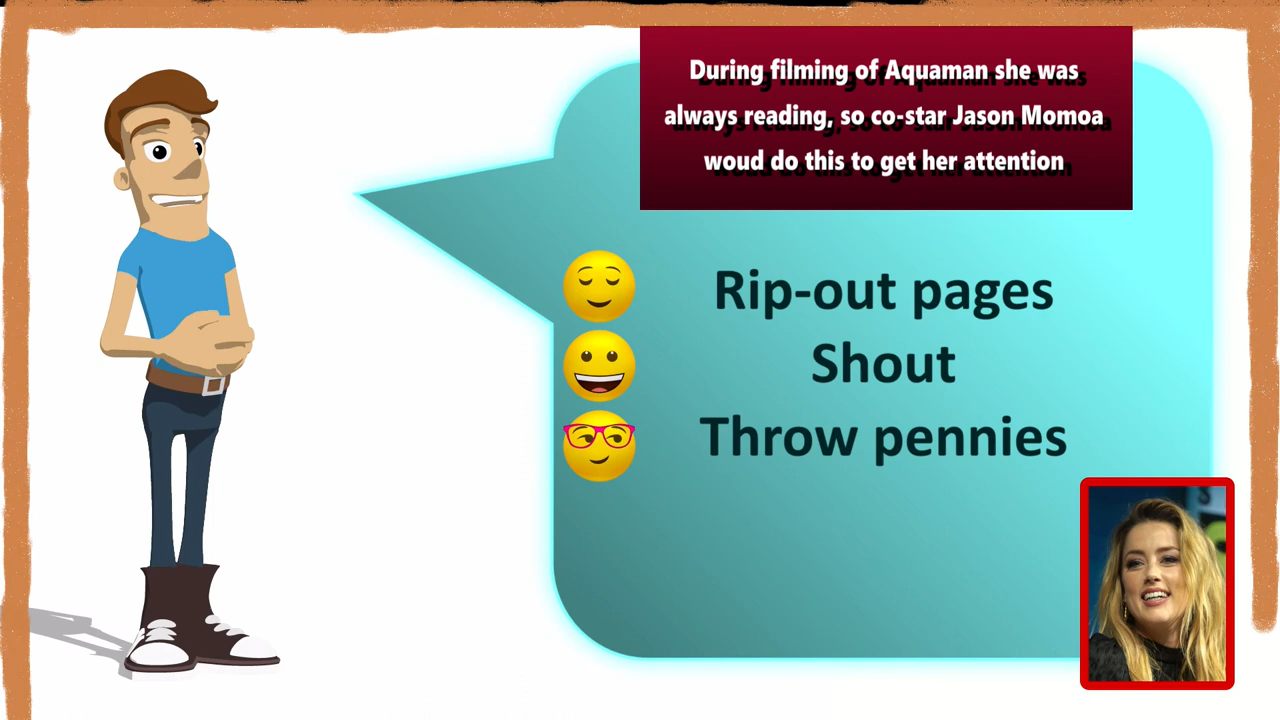 During filming of Aquaman she was
always reading, so co-star Jason Momoa
woud do this to get her attention
Rip-out pages
Shout
Throw pennies